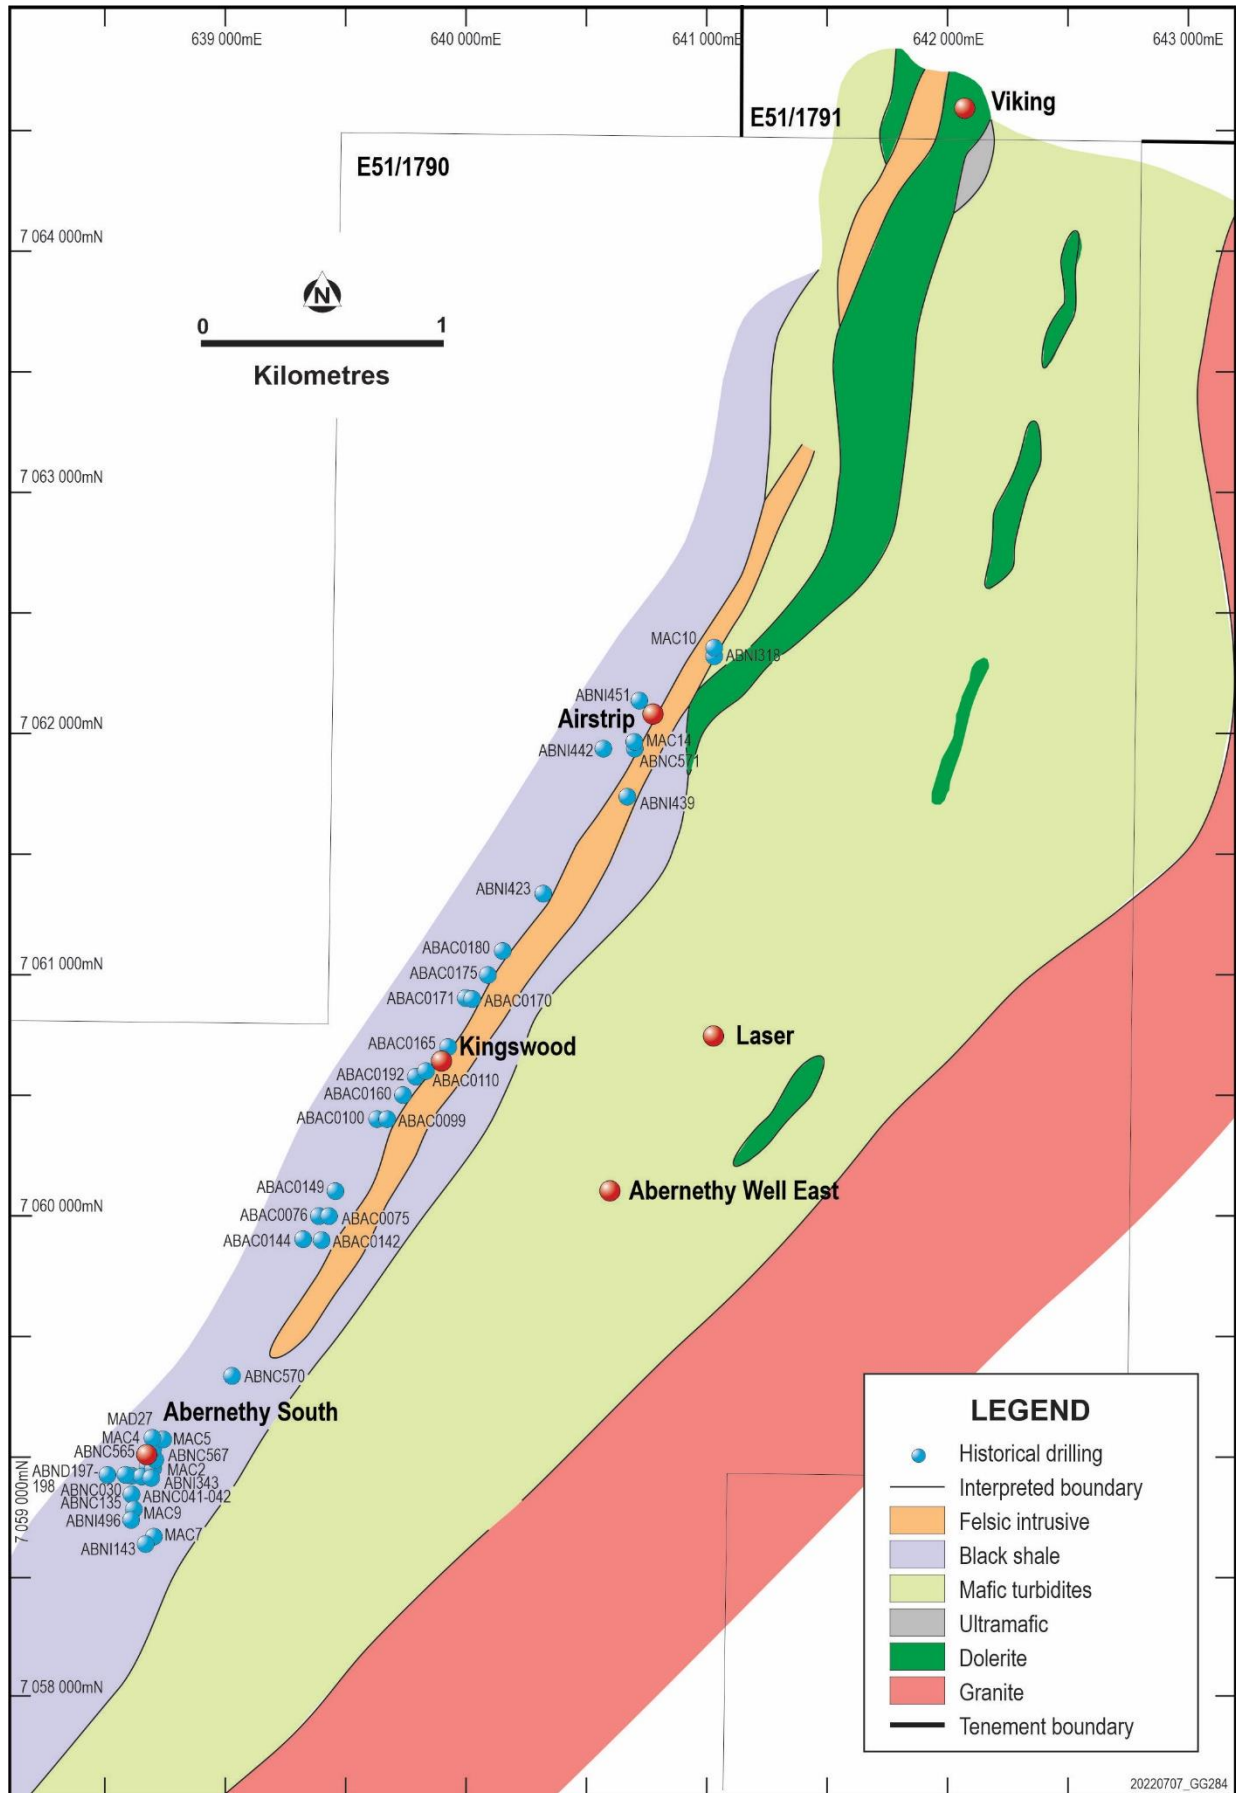 639 000mE
640 000mE
641 000mE
642 000mE
643 000mE
Viking
E51/1791
E51/1790
7 064 000mN
N
0
1
Kilometres
7 063 000mN
MAC10
ABNI318
ABNI451
Airstrip
7 062 000mN
MAC14
ABNI442
ABNC571
ABNI439
ABNI423
ABAC0180
7 061 000mN
ABAC0175
ABAC0171
ABAC0170
ABAC0165
Kingswood
Laser
ABAC0192
ABAC0110
ABAC0160
ABAC0100
ABAC0099
ABAC0149
Abernethy Well East
7 060 000mN
ABAC0076
ABAC0075
ABAC0144
ABAC0142
ABNC570
Abernethy South
MAD27
MAC4
MAC5
ABNC565
ABNC567
ABND197-
198
MAC2
ABNI343
ABNC030
ABNC041-042
ABNC135
MAC9
ABNI496
MAC7
ABNI143
7 059 000mN
7 058 000mN
LEGEND
Historical drilling
Interpreted boundary
Felsic intrusive
Black shale
Mafic turbidites
Ultramafic
Dolerite
Granite
Tenement boundary
20220707_GG284